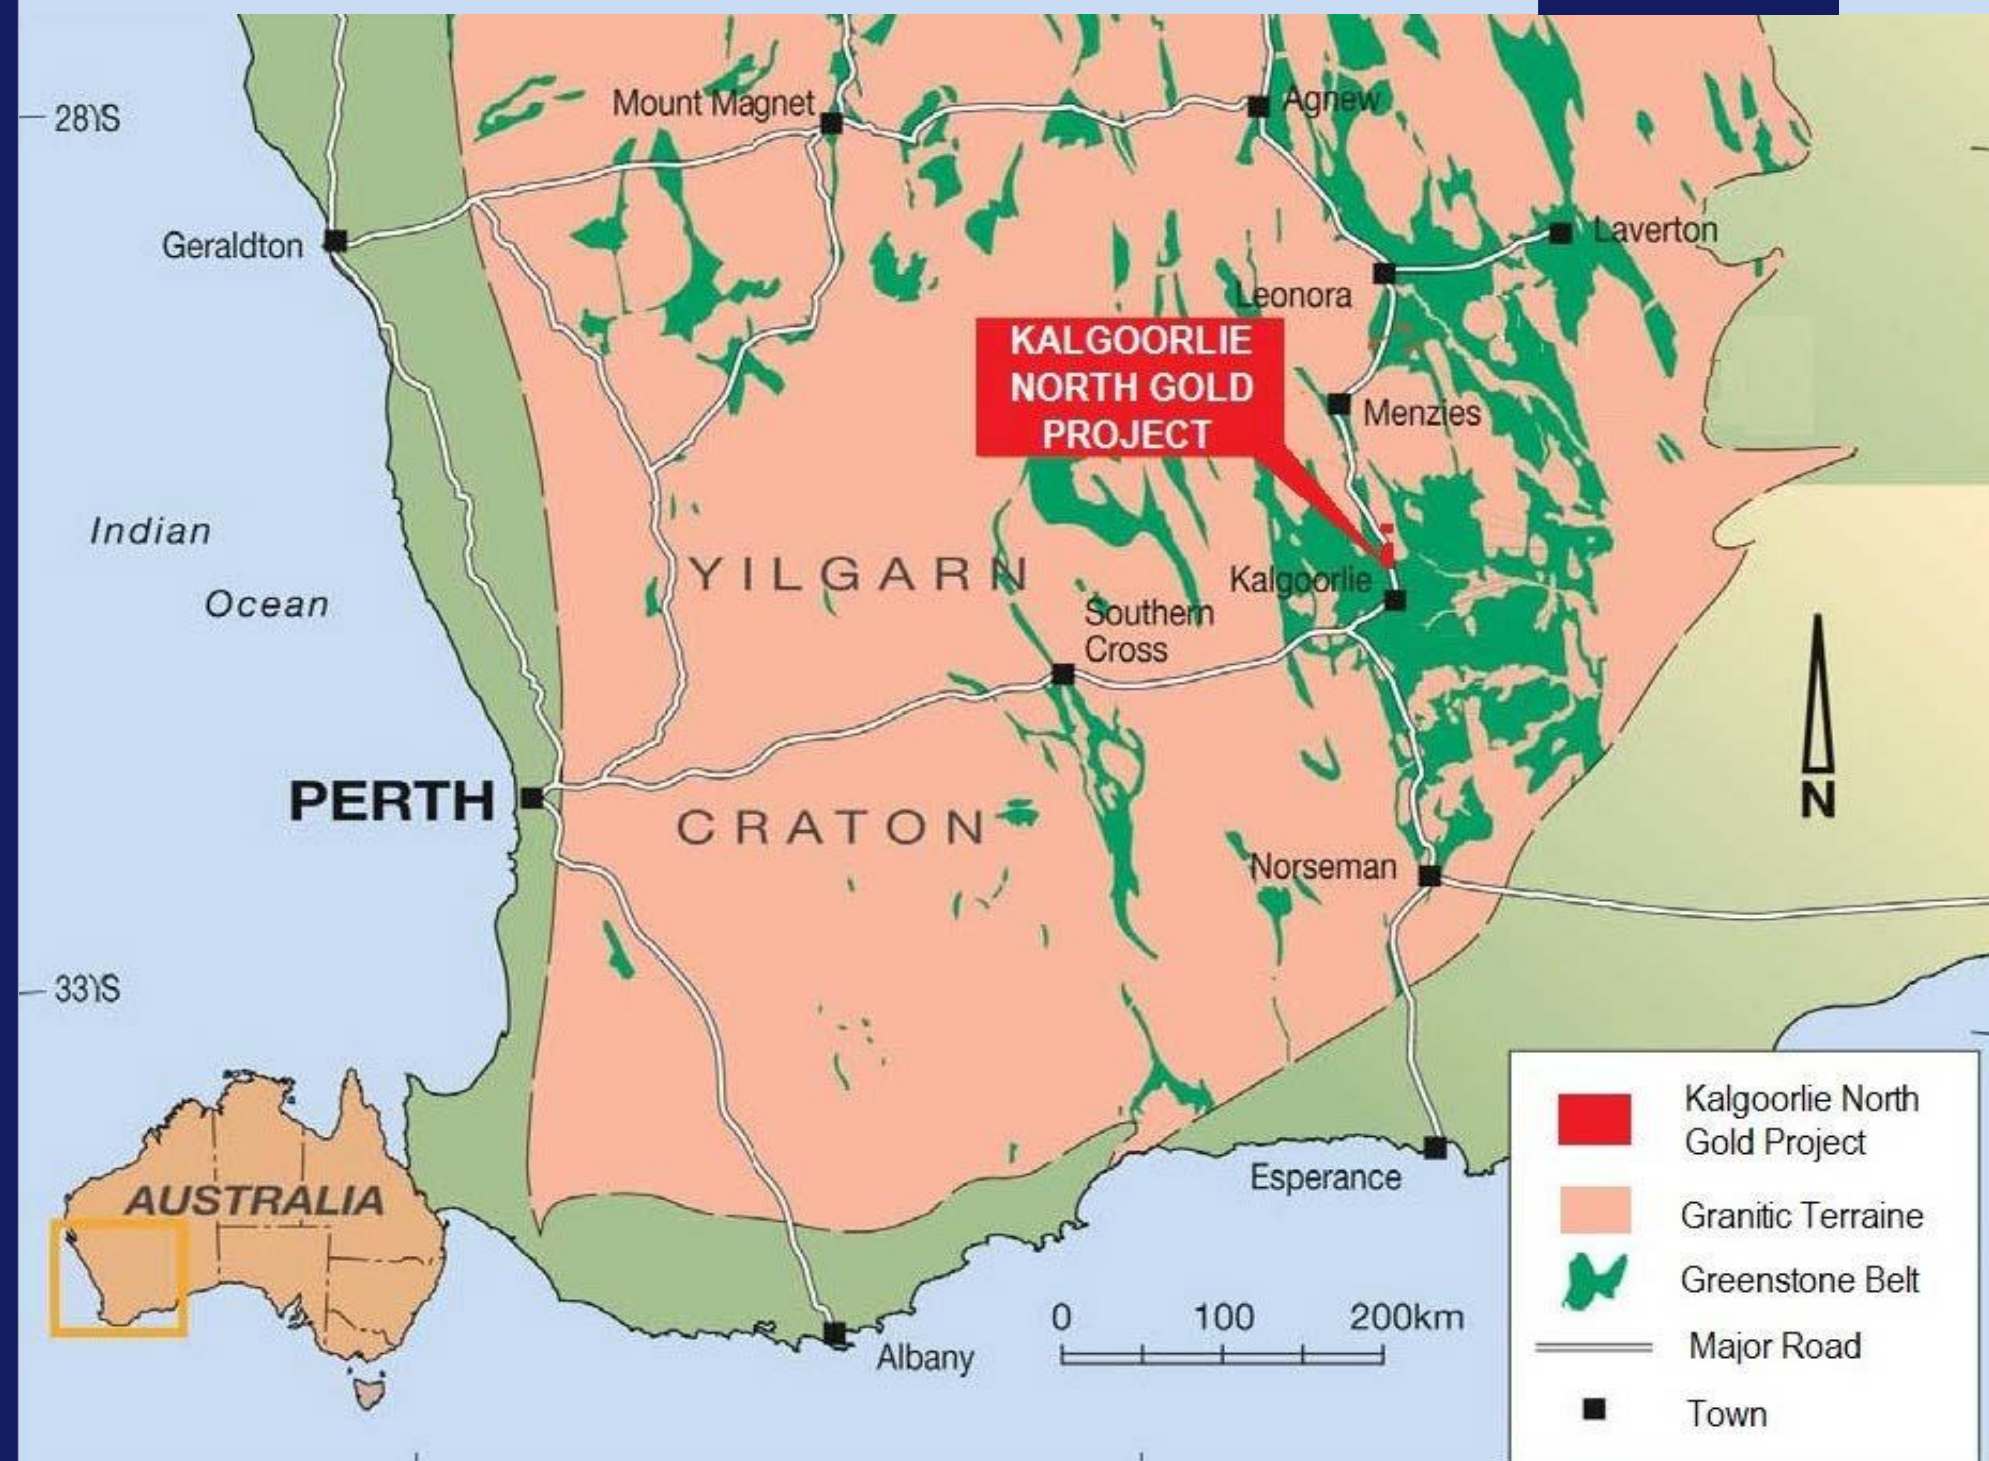 28°S
Mount Magnet
Agnew
Geraldton
Laverton
Leonora
KALGOORLIE
NORTH GOLD
PROJECT
Menzies
Indian
Ocean
YILGARN
Kalgoorlie
Southern
Cross
PERTH
CRATON
N
Norseman
33°S
AUSTRALIA
Esperance
Albany
0 100 200km
Kalgoorlie North
Gold Project
Granitic Terraine
Greenstone Belt
Major Road
Town